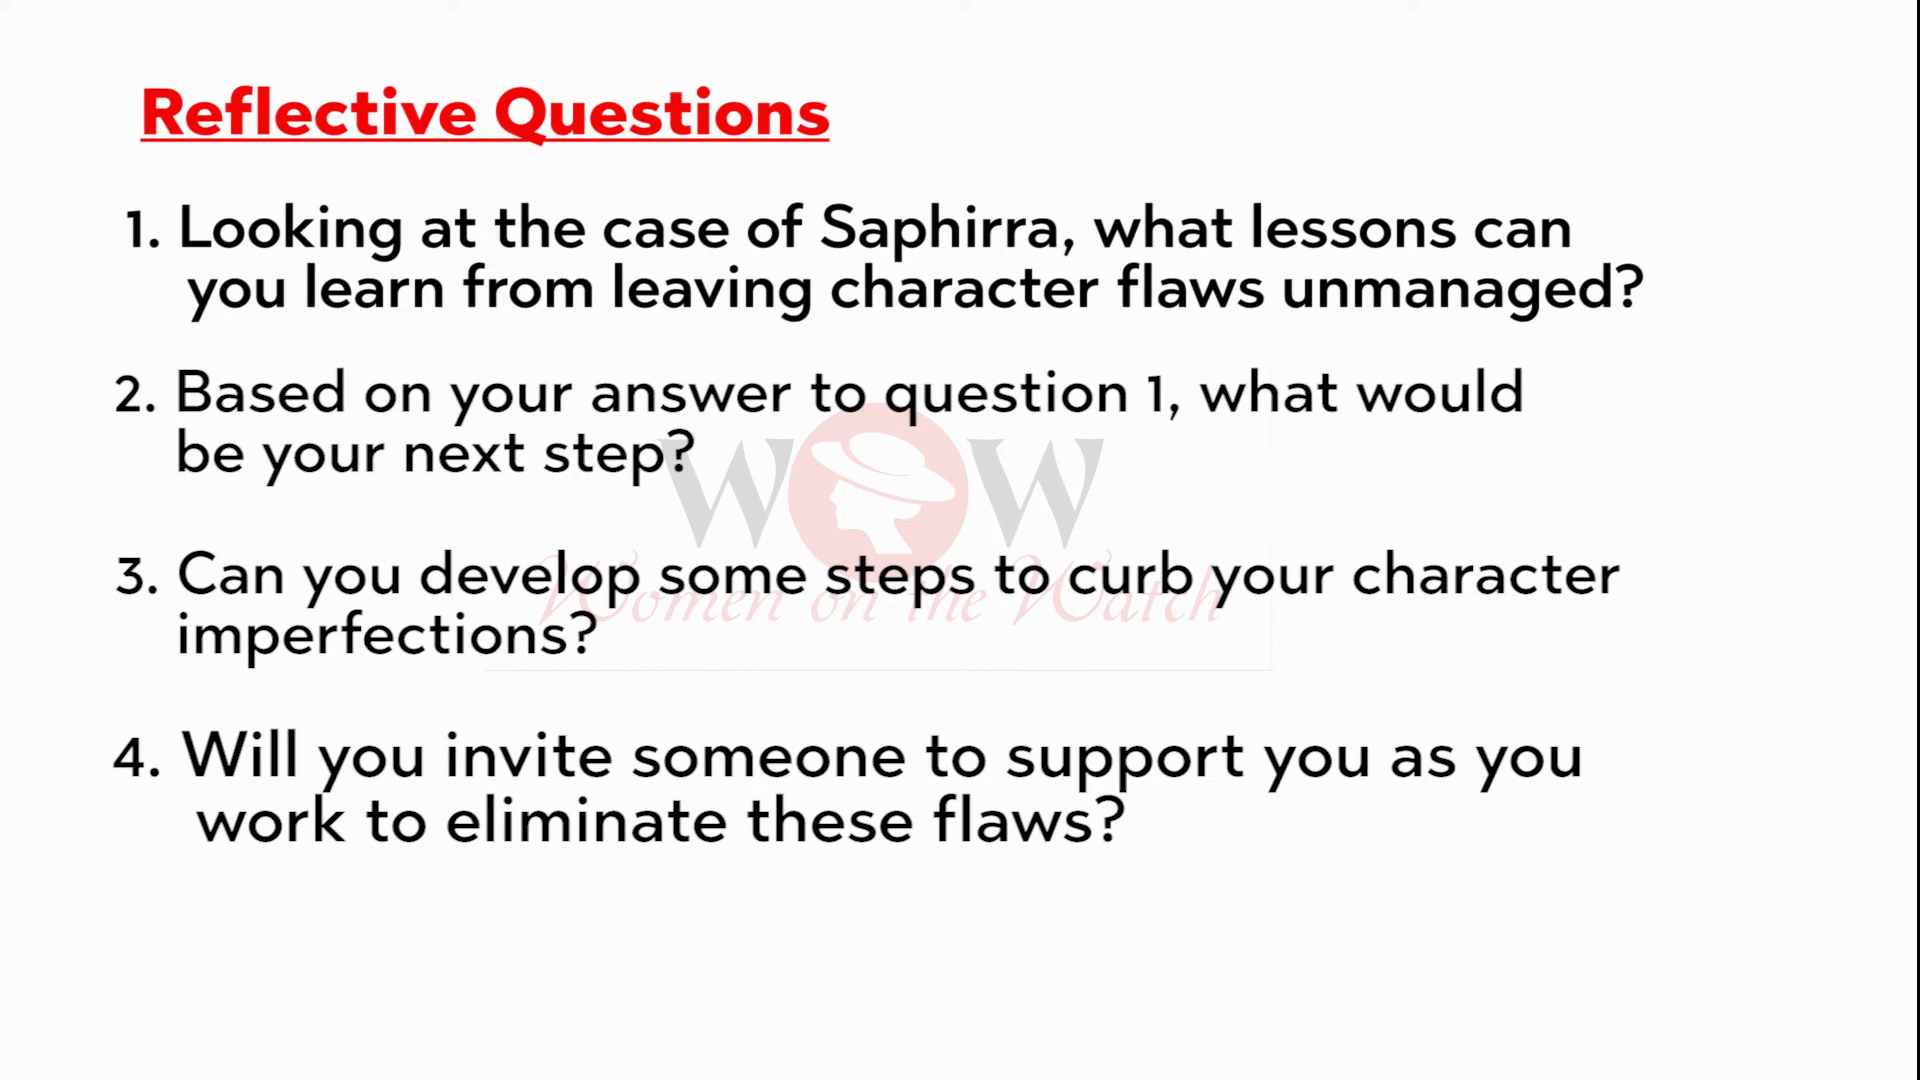 Reflective Questions
1. Looking at the case of Saphirra, what lessons can
you learn from leaving character flaws unmanaged?
2. Based on your answer to question 1, what would
be your next step?
WOW
3. Can you develop some steps to curb your character
Women on the Watch
imperfections?
4. Will you invite someone to support you as you
work to eliminate these flaws?